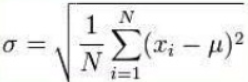 σ = √(1/N ∑_{i=1}^{N} (x_i − μ)²)